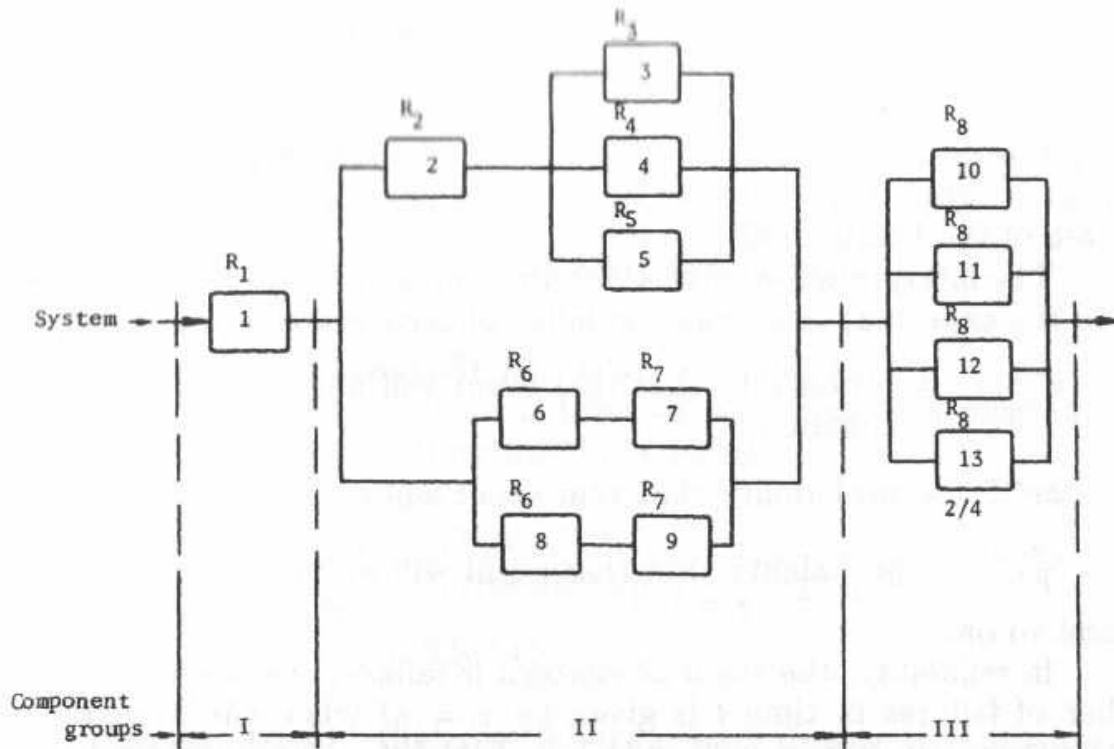 R3
3
R2
R4
R8
2
4
10
R5
R8
5
11
R1
System
1
R8
12
R6
R7
R8
6
7
13
2/4
R6
R7
8
9
Component
groups
I
II
III